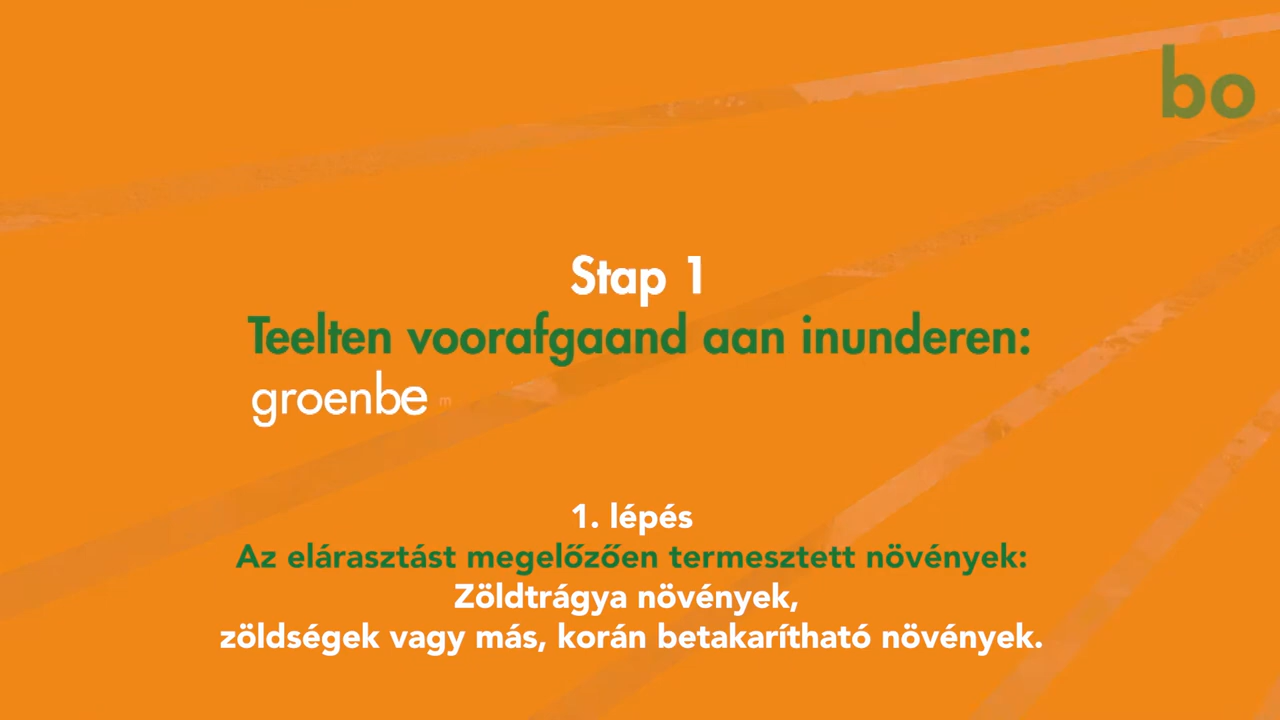 bo
Stap 1
Teelten voorafgaand aan inunderen:
groenbe m
1. lépés
Az elárasztást megelőzően termesztett növények:
Zöldtrágya növények,
zöldségek vagy más, korán betakarítható növények.